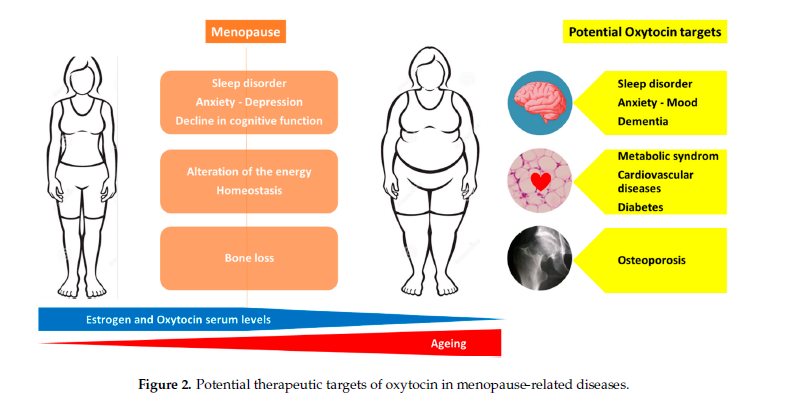 Menopause
Sleep disorder
Anxiety - Depression
Decline in cognitive function
Alteration of the energy
Homeostasis
Bone loss
Potential Oxytocin targets
Sleep disorder
Anxiety - Mood
Dementia
Metabolic syndrom
Cardiovascular
diseases
Diabetes
Osteoporosis
Estrogen and Oxytocin serum levels
Ageing
Figure 2. Potential therapeutic targets of oxytocin in menopause-related diseases.